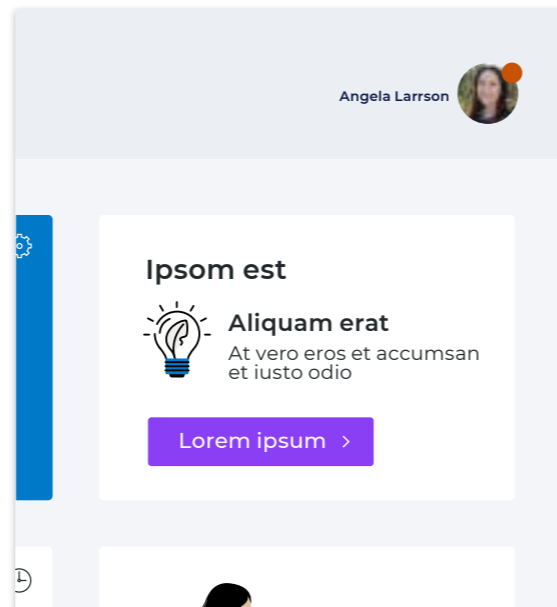 Angela Larrson
Ipsom est
Aliquam erat
At vero eros et accumsan
et iusto odio
Lorem ipsum